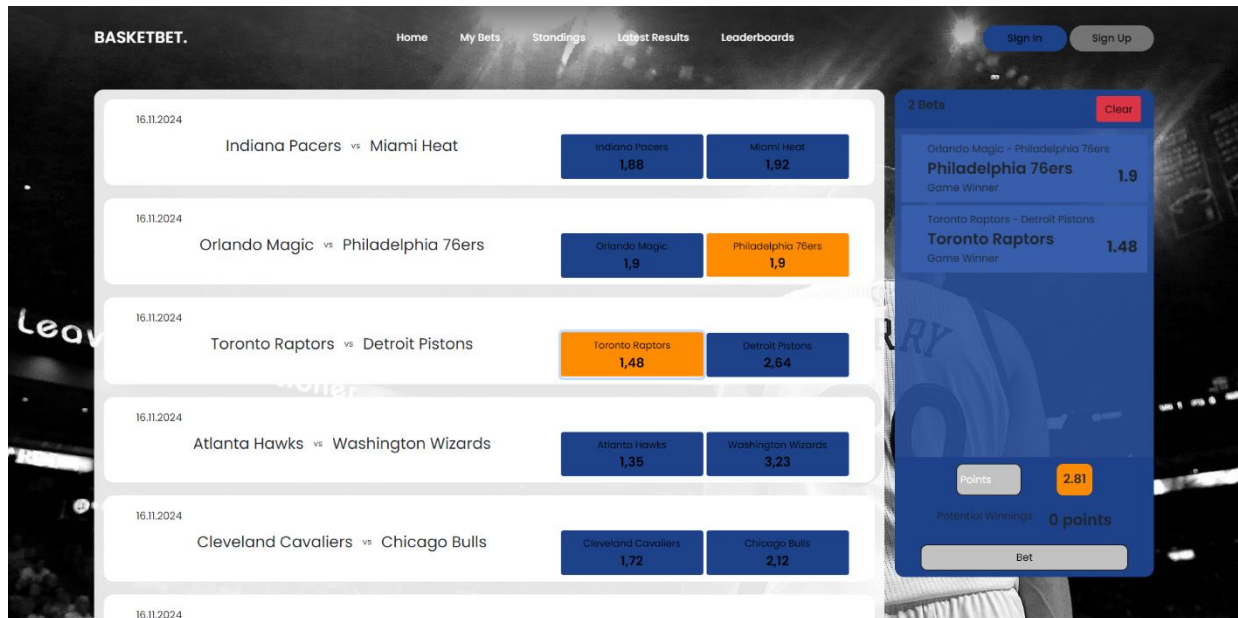 BASKETBET.
Home My Bets Standings Latest Results Leaderboards
Sign In Sign Up
16.11.2024
Indiana Pacers vs Miami Heat
Indiana Pacers
1,88
Miami Heat
1,92
16.11.2024
Orlando Magic vs Philadelphia 76ers
Orlando Magic
1,9
Philadelphia 76ers
1,9
16.11.2024
Toronto Raptors vs Detroit Pistons
Toronto Raptors
1,48
Detroit Pistons
2,64
16.11.2024
Atlanta Hawks vs Washington Wizards
Atlanta Hawks
1,35
Washington Wizards
3,23
16.11.2024
Cleveland Cavaliers vs Chicago Bulls
Cleveland Cavaliers
1,72
Chicago Bulls
2,12
16.11.2024
2 Bets
Clear
Orlando Magic - Philadelphia 76ers
Philadelphia 76ers 1.9
Game Winner
Toronto Raptors - Detroit Pistons
Toronto Raptors 1.48
Game Winner
Points 2.81
Potential Winnings: 0 points
Bet